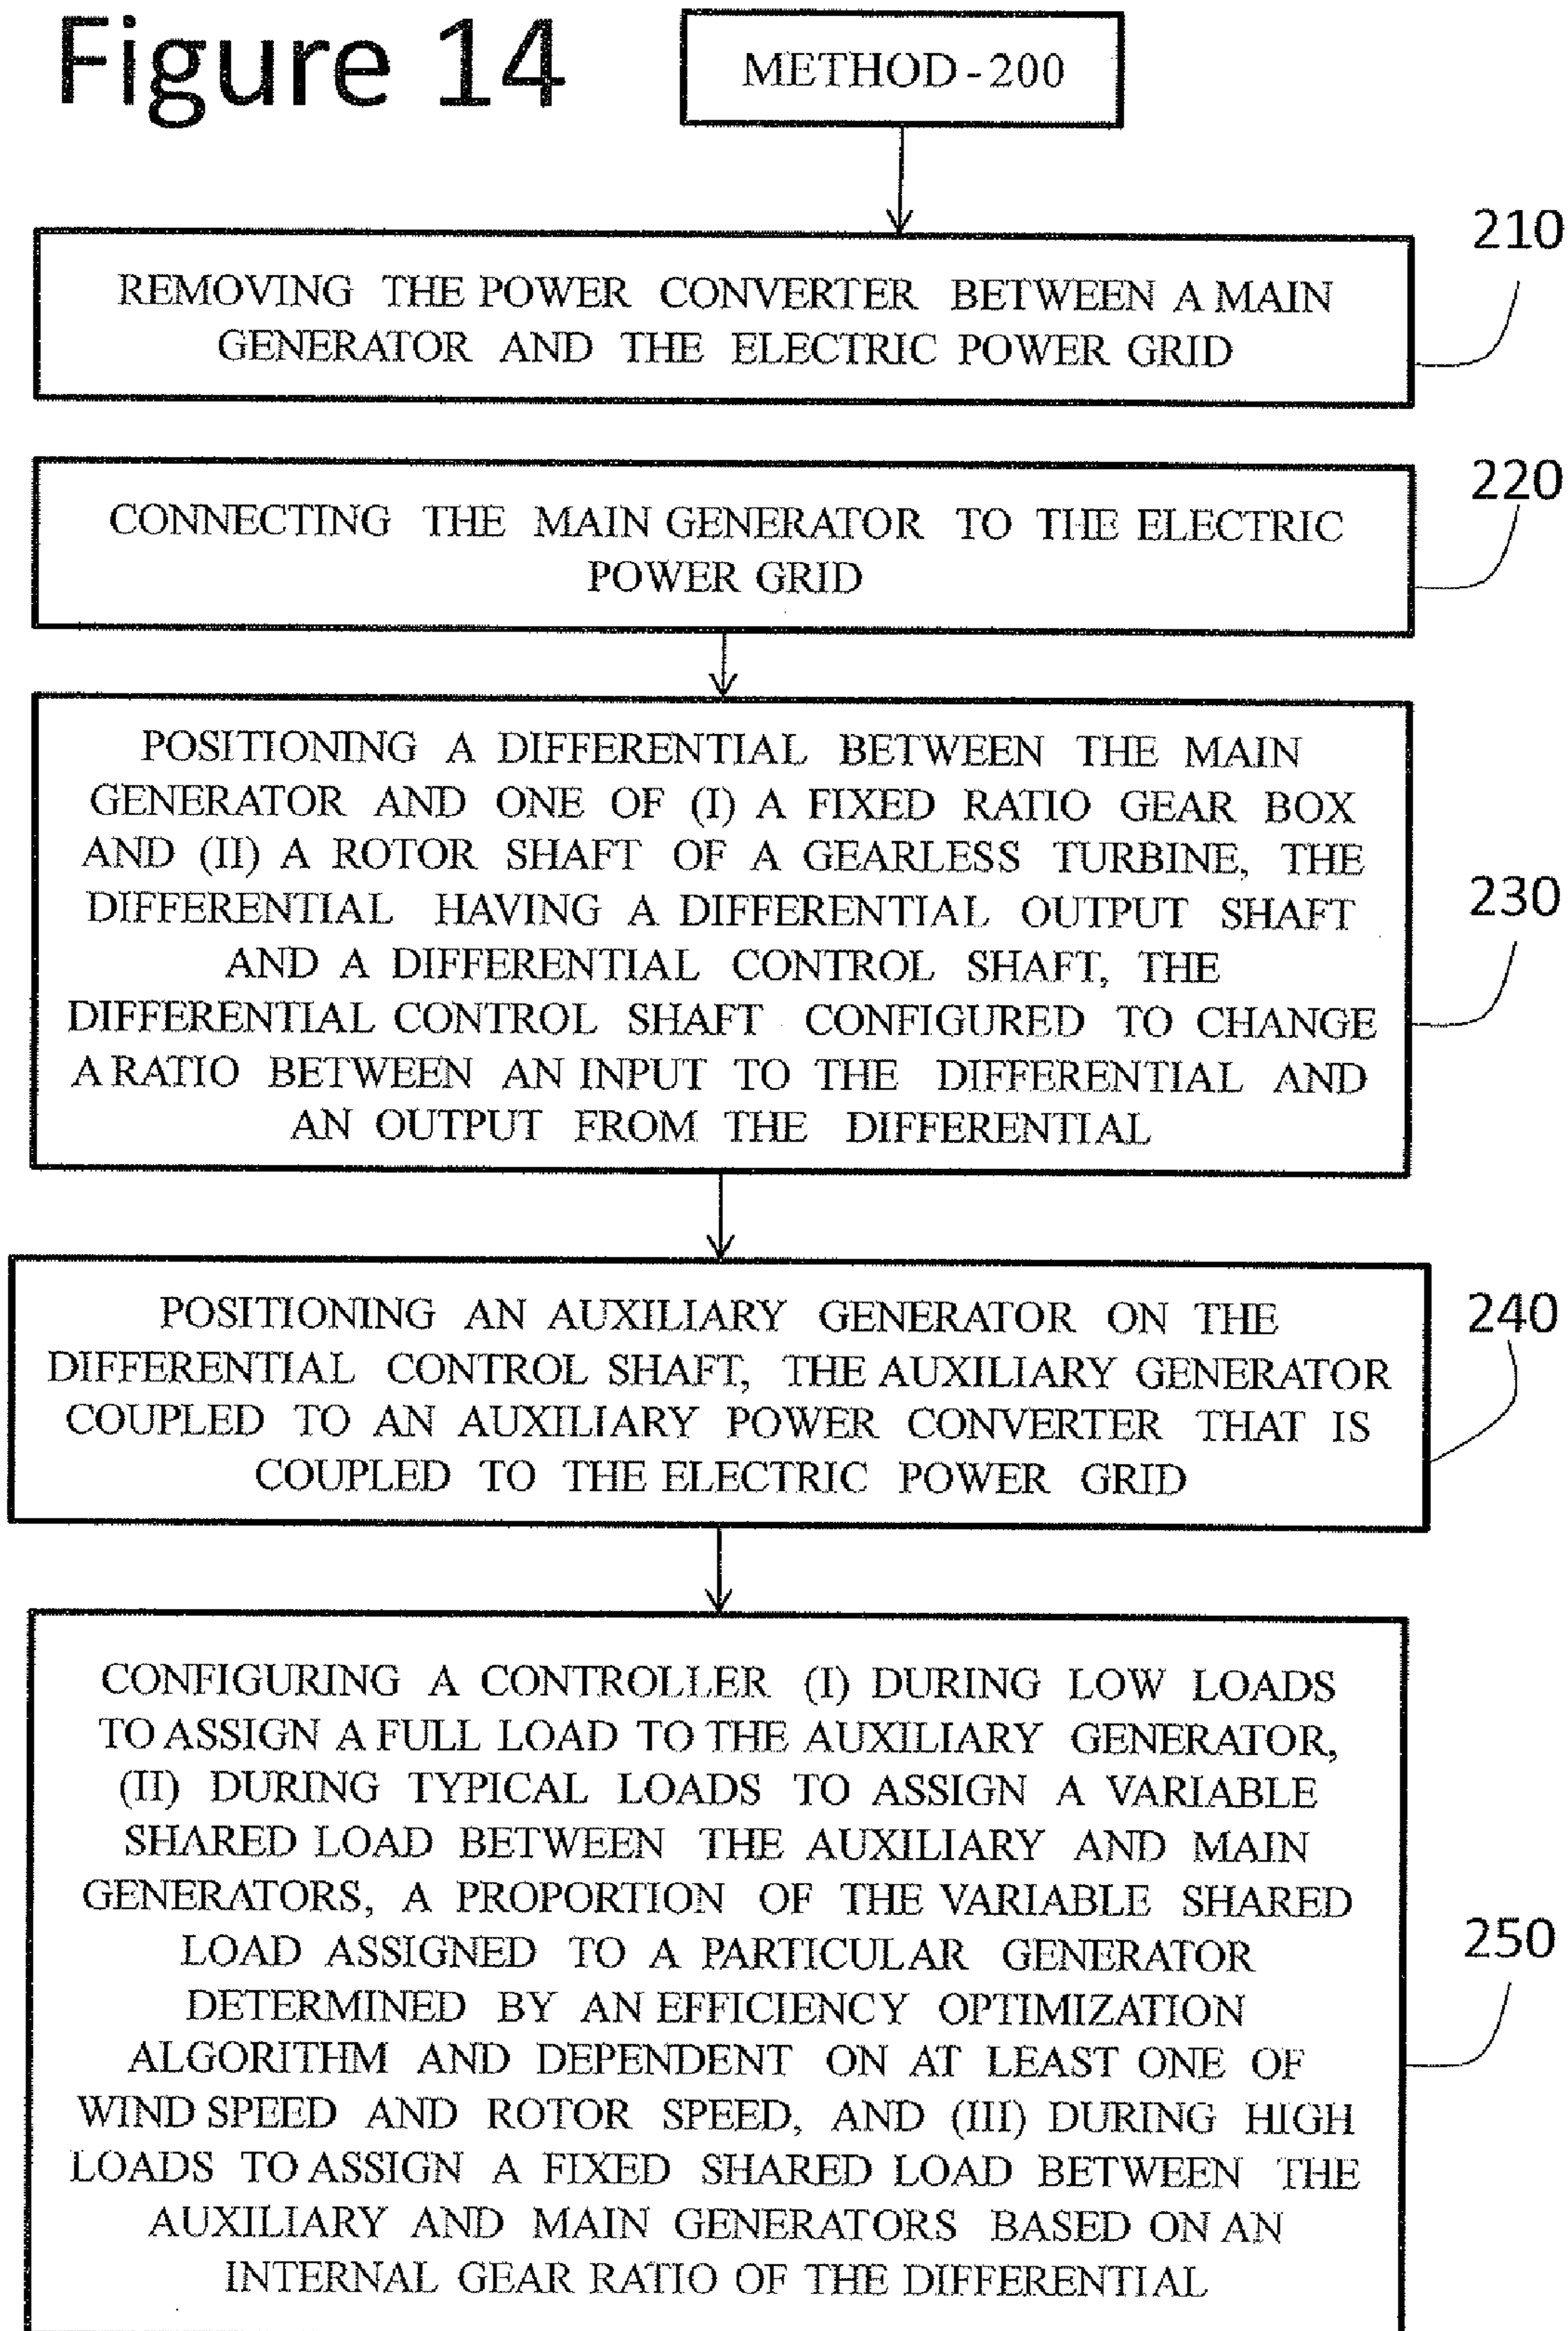 Figure 14
METHOD-200
210
REMOVING THE POWER CONVERTER BETWEEN A MAIN
GENERATOR AND THE ELECTRIC POWER GRID
220
CONNECTING THE MAIN GENERATOR TO THE ELECTRIC
POWER GRID
POSITIONING A DIFFERENTIAL BETWEEN THE MAIN
GENERATOR AND ONE OF (I) A FIXED RATIO GEAR BOX
AND (II) A ROTOR SHAFT OF A GEARLESS TURBINE, THE
DIFFERENTIAL HAVING A DIFFERENTIAL OUTPUT SHAFT
AND A DIFFERENTIAL CONTROL SHAFT, THE
DIFFERENTIAL CONTROL SHAFT CONFIGURED TO CHANGE
A RATIO BETWEEN AN INPUT TO THE DIFFERENTIAL AND
AN OUTPUT FROM THE DIFFERENTIAL
230
POSITIONING AN AUXILIARY GENERATOR ON THE
DIFFERENTIAL CONTROL SHAFT, THE AUXILIARY GENERATOR
COUPLED TO AN AUXILIARY POWER CONVERTER THAT IS
COUPLED TO THE ELECTRIC POWER GRID
240
CONFIGURING A CONTROLLER (I) DURING LOW LOADS
TO ASSIGN A FULL LOAD TO THE AUXILIARY GENERATOR,
(II) DURING TYPICAL LOADS TO ASSIGN A VARIABLE
SHARED LOAD BETWEEN THE AUXILIARY AND MAIN
GENERATORS, A PROPORTION OF THE VARIABLE SHARED
LOAD ASSIGNED TO A PARTICULAR GENERATOR
DETERMINED BY AN EFFICIENCY OPTIMIZATION
ALGORITHM AND DEPENDENT ON AT LEAST ONE OF
WIND SPEED AND ROTOR SPEED, AND (III) DURING HIGH
LOADS TO ASSIGN A FIXED SHARED LOAD BETWEEN THE
AUXILIARY AND MAIN GENERATORS BASED ON AN
INTERNAL GEAR RATIO OF THE DIFFERENTIAL
250